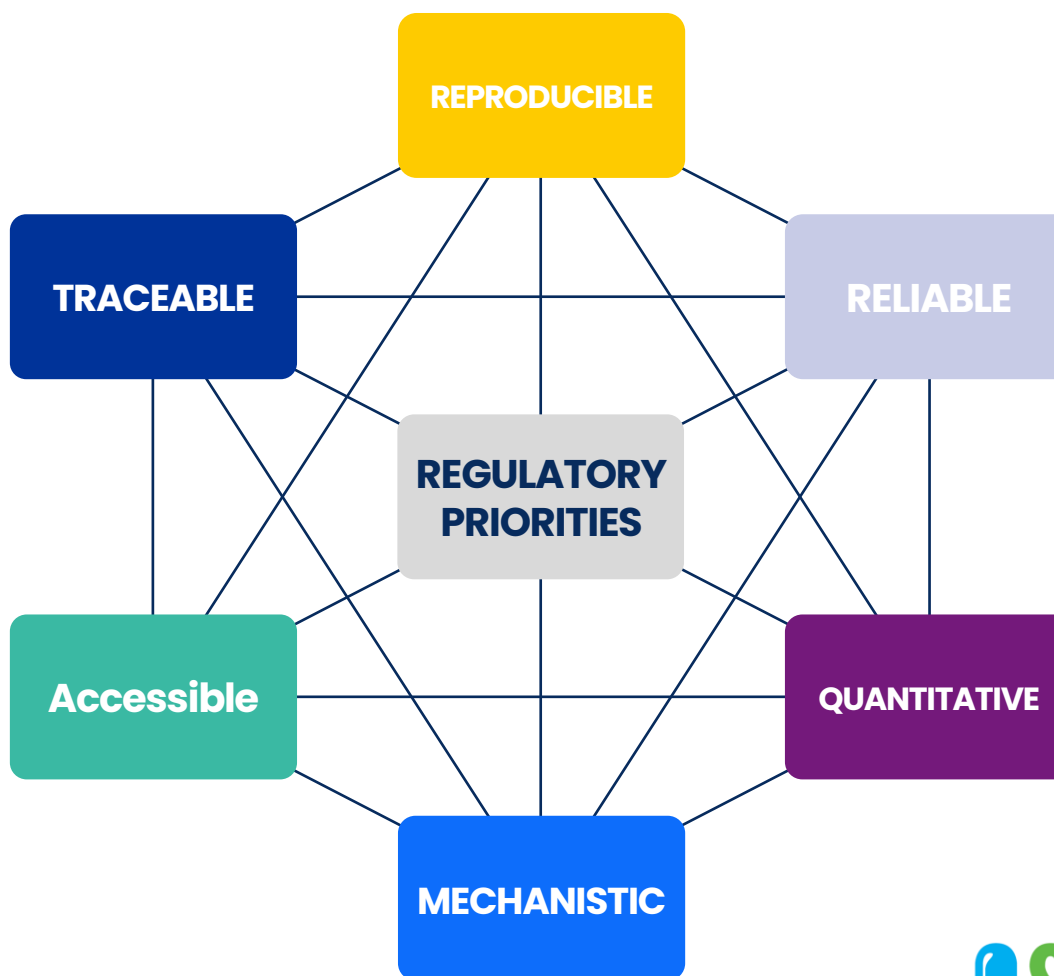 REPRODUCIBLE
TRACEABLE
RELIABLE
REGULATORY
PRIORITIES
Accessible
QUANTITATIVE
MECHANISTIC